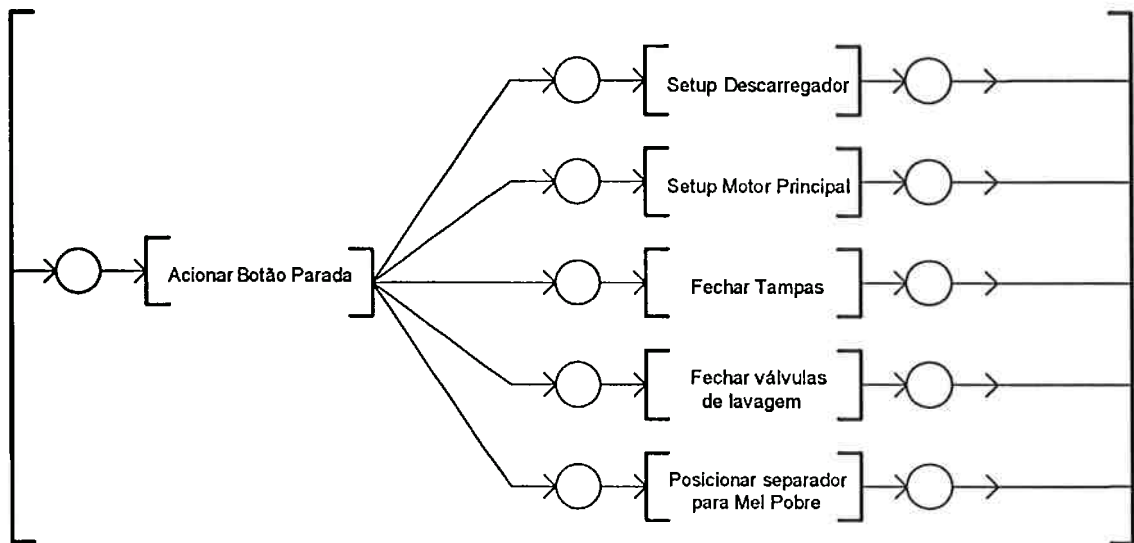 Setup Descarregador
Setup Motor Principal
Acionar Botão Parada
Fechar Tampas
Fechar válvulas
de lavagem
Posicionar separador
para Mel Pobre